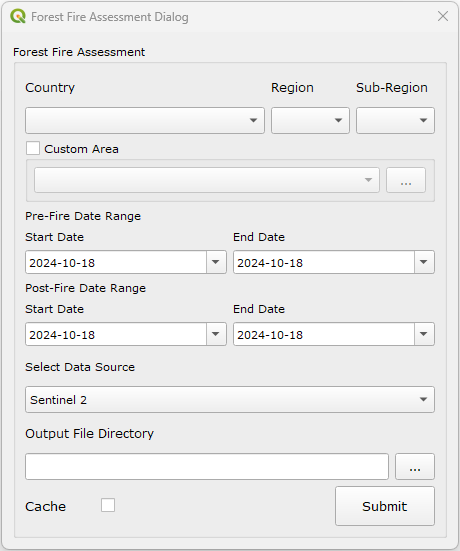 Forest Fire Assessment Dialog
Forest Fire Assessment
Country Region Sub-Region
Custom Area
...
Pre-Fire Date Range
Start Date End Date
2024-10-18 2024-10-18
Post-Fire Date Range
Start Date End Date
2024-10-18 2024-10-18
Select Data Source
Sentinel 2
Output File Directory
...
Cache Submit